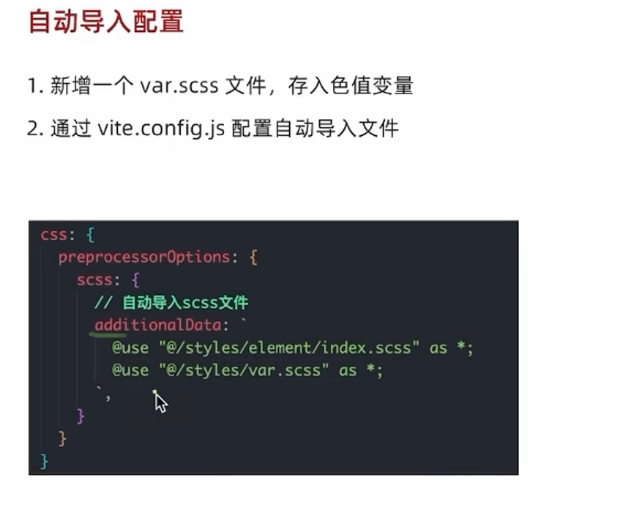 自动导入配置
1. 新增一个 var.scss 文件，存入色值变量
2. 通过 vite.config.js 配置自动导入文件
css: {
preprocessorOptions: {
scss: {
// 自动导入scss文件
additionalData: `
@use "@/styles/element/index.scss" as *;
@use "@/styles/var.scss" as *;
`,
}
}
}